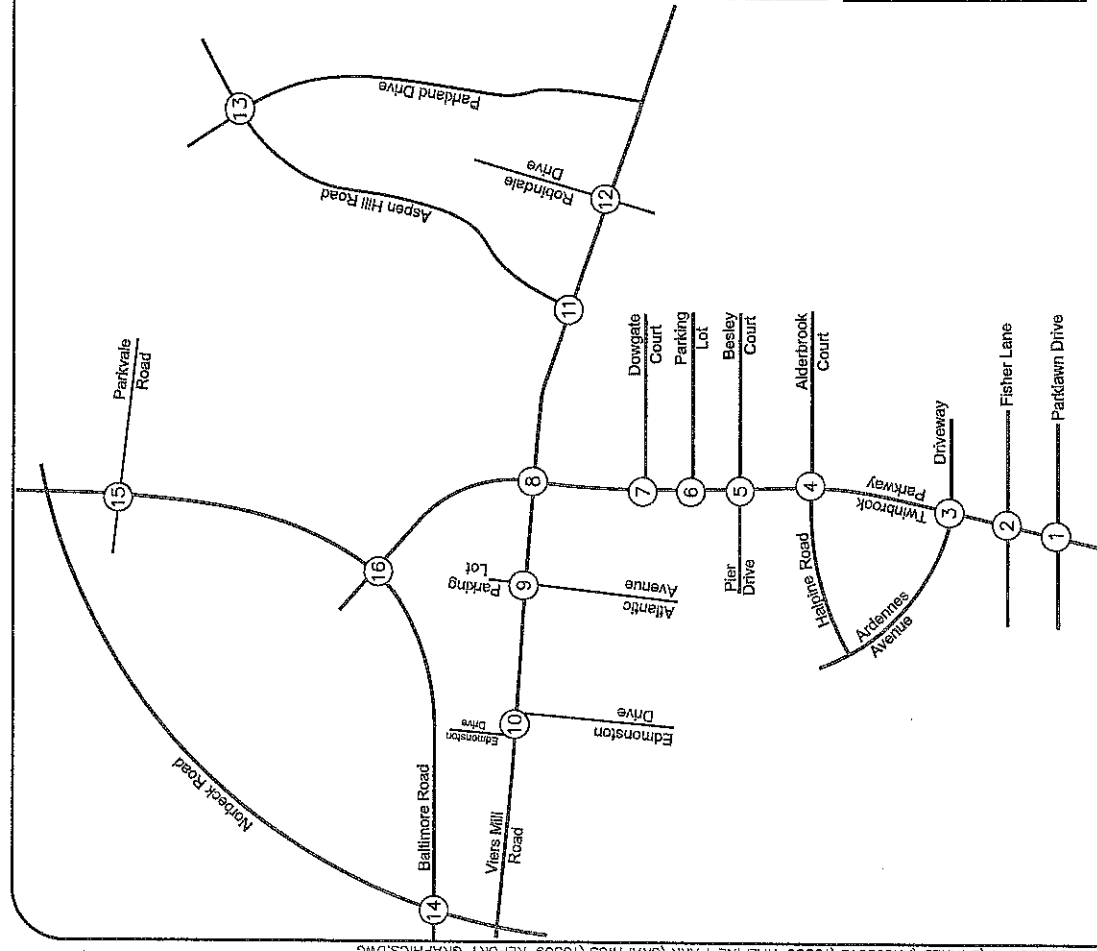 13
Parkland Drive
Aspen Hill Road
Robindale
Drive
12
11
Parkvale
Road
15
Norbeck Road
16
8
Parking
Lot
9
Atlantic
Avenue
Edmonston
Drive
10
Edmonston
Drive
Baltimore Road
Viers Mill
Road
14
Dowgate
Court
7
Parking
Lot
6
Besley
Court
5
Pier
Drive
Alderbrook
Court
4
Halpine Road
Twinbrook
Parkway
Ardennes
Avenue
Driveway
3
Fisher Lane
2
Parklawn Drive
1